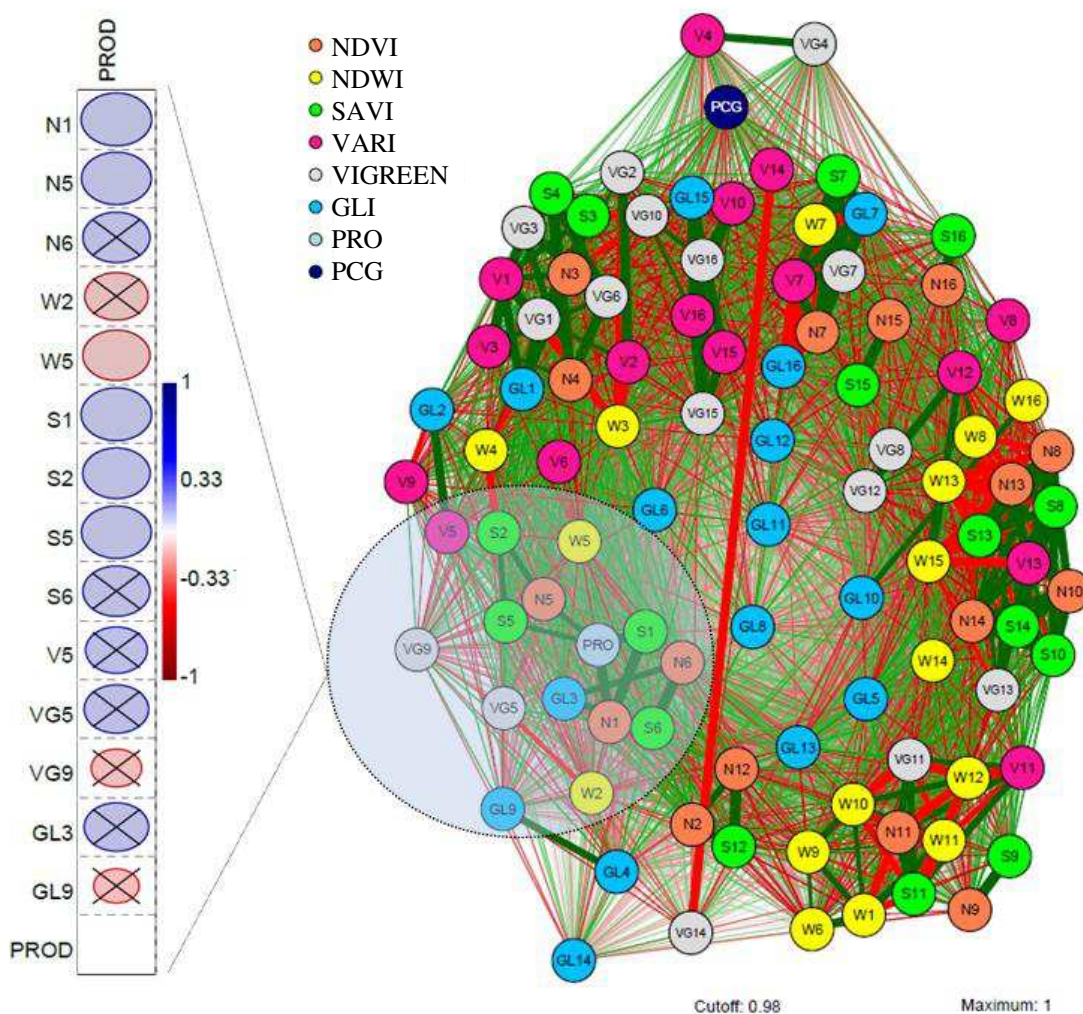 PROD
N1
N5
N6
W2
W5
S1
S2
S5
S6
V5
VG5
VG9
GL3
GL9
PROD
1
0.33
-0.33
-1
NDVI
NDWI
SAVI
VARI
VIGREEN
GLI
PRO
PCG
V4
VG4
PCG
V14
VG2
S7
S4
GL15
V10
S3
VG10
GL7
W7
VG3
S16
VG16
N3
V1
VG7
V7
N16
VG6
VG1
V16
N15
V8
N7
V3
V15
V2
GL16
V12
N4
S15
GL1
W16
GL2
VG15
W3
W8
GL12
W4
VG8
N8
V6
V9
N13
W13
VG12
GL6
S8
GL11
V5
S2
S13
W5
W15
V13
N10
N5
GL10
S5
N14
GL8
S14
S1
PRO
VG9
S10
W14
N6
VG13
GL3
GL5
VG5
N1
S6
GL13
VG11
V11
N12
W12
W2
W10
GL9
N2
N11
W11
S12
W9
S9
GL4
S11
N9
W1
W6
VG14
GL14
Cutoff: 0.98
Maximum: 1